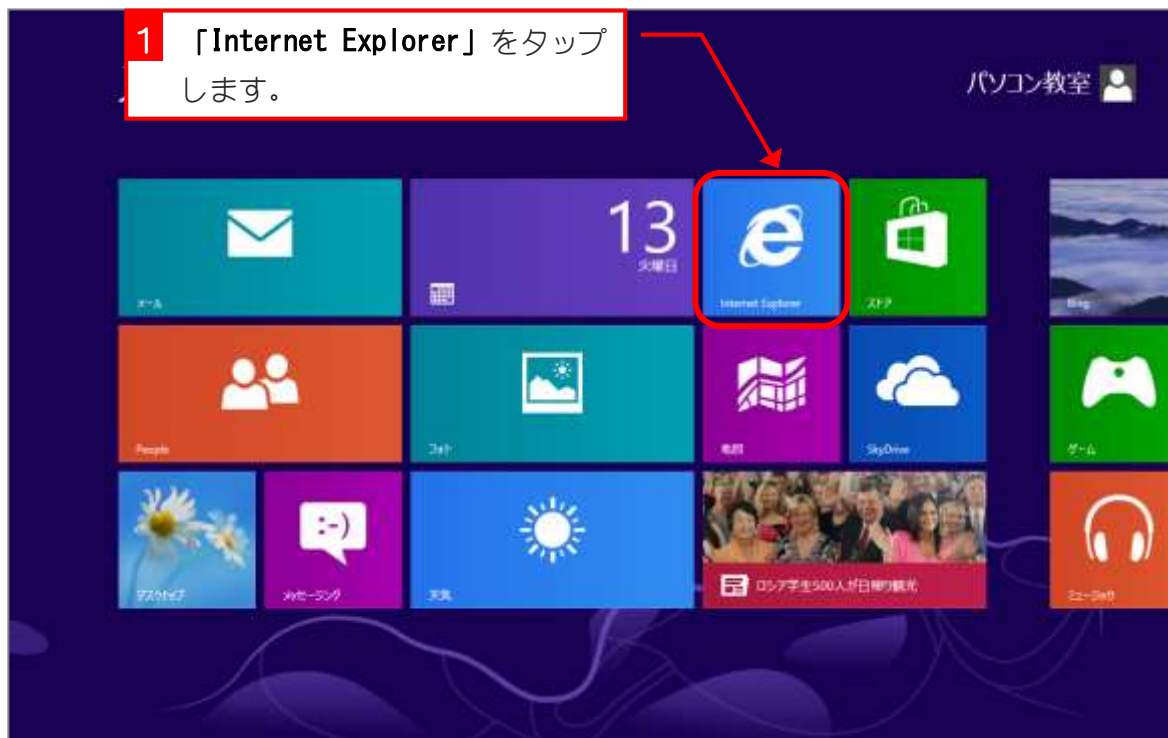 1 「Internet Explorer」をタップ
します。
パソコン教室
13
火曜日
メール
Internet Explorer
ストア
Bing
People
フォト
地図
SkyDrive
ゲーム
デスクトップ
:-)
メッセージング
天気
ロシア学生500人が日帰り観光
ミュージック